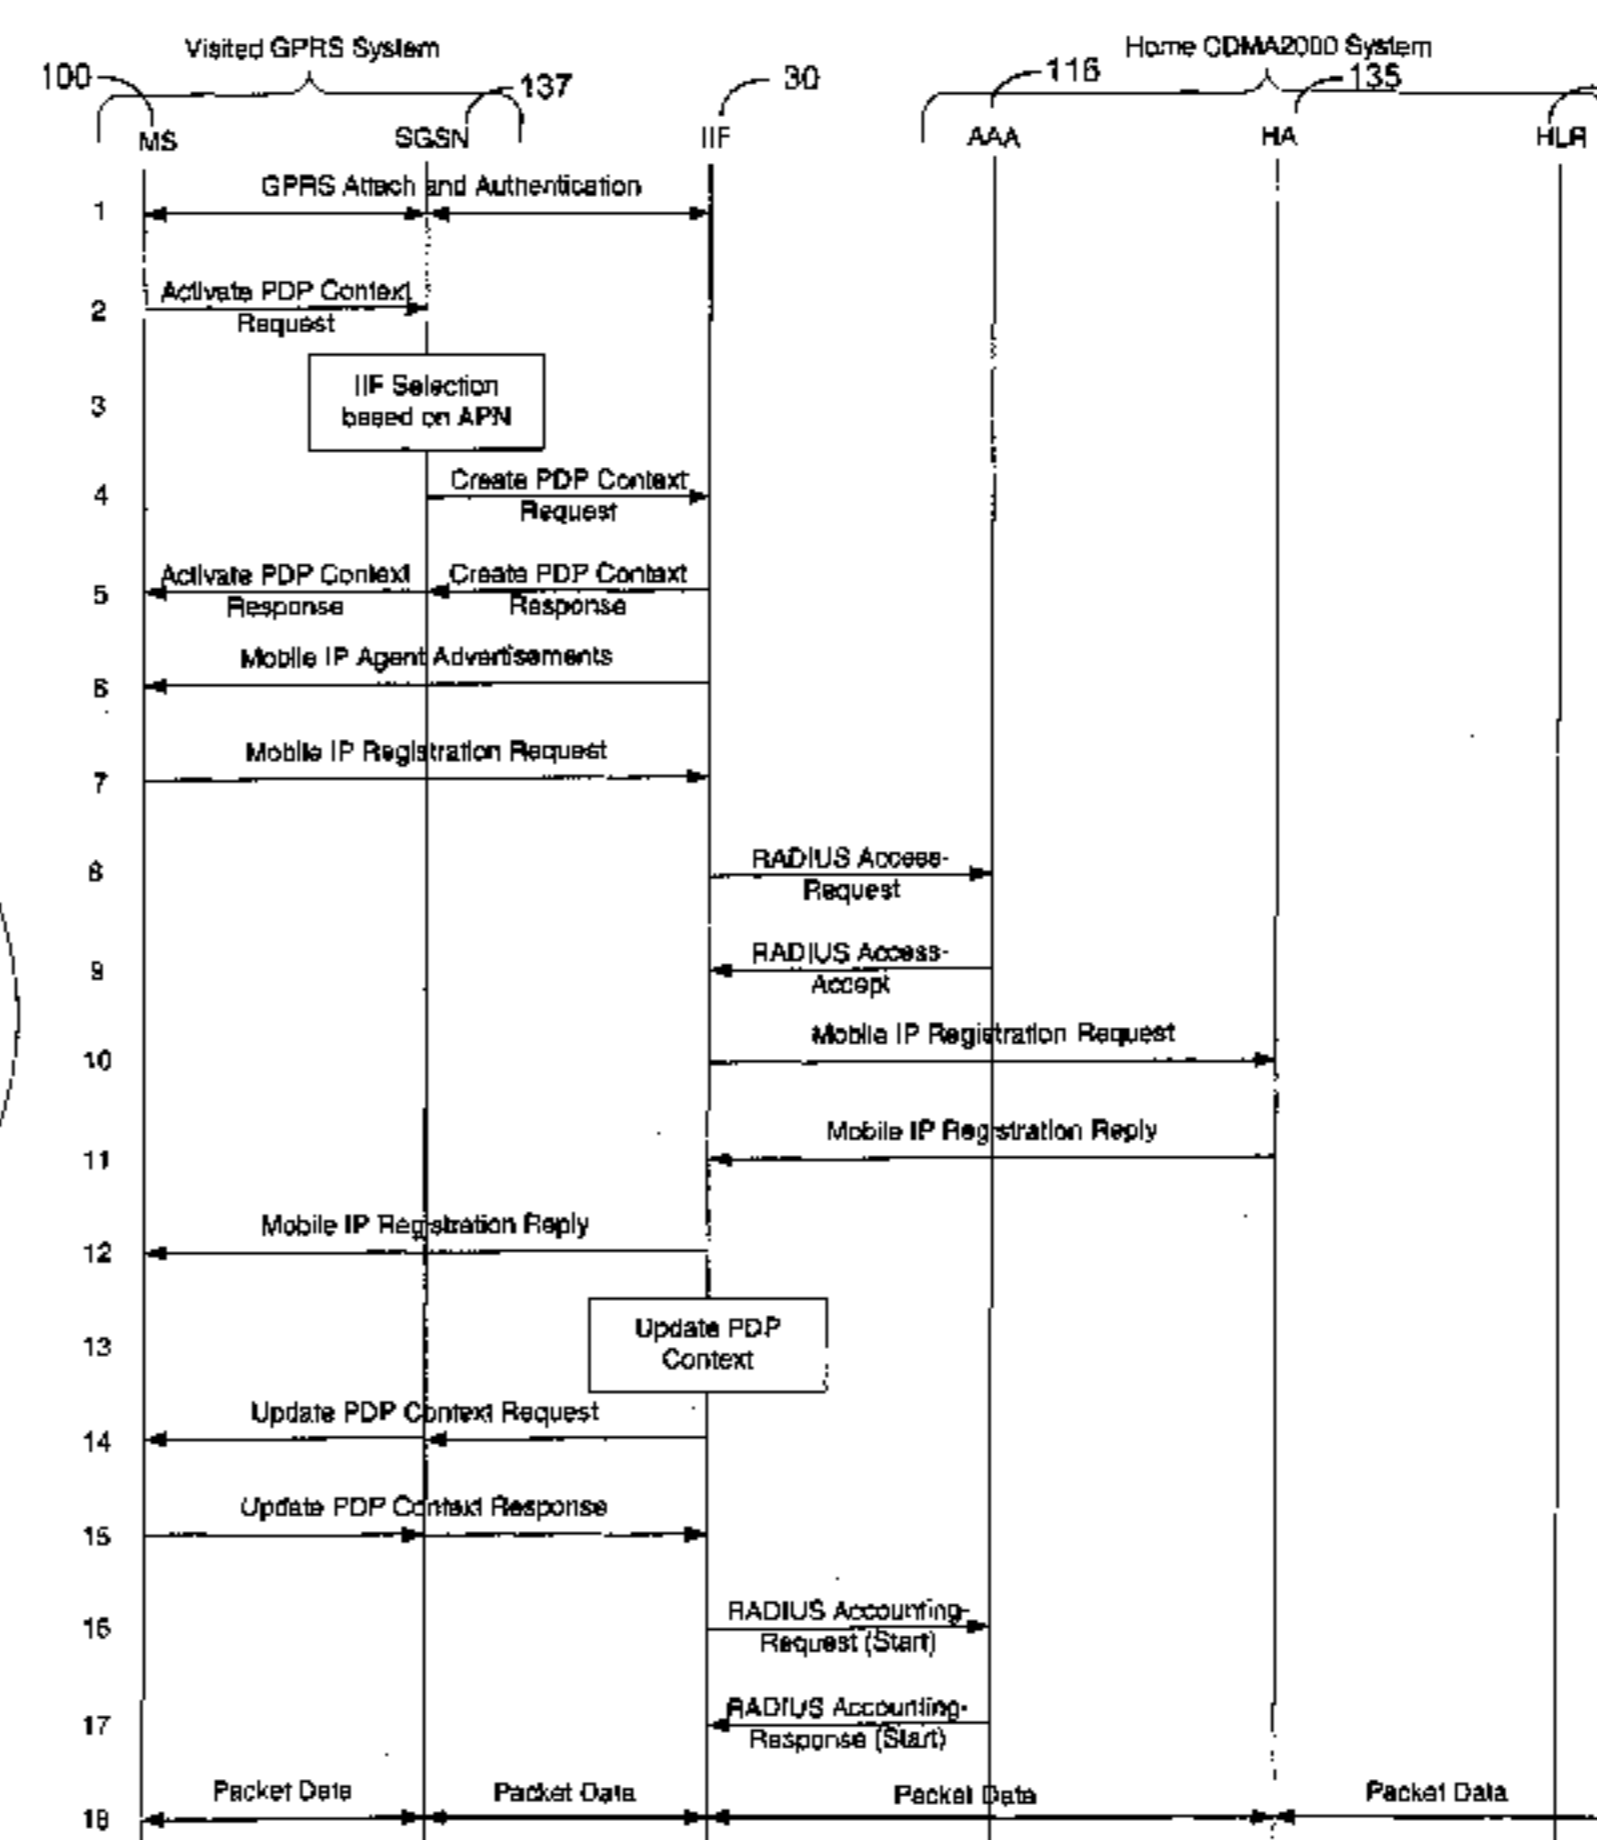 Visited GPRS System
Home CDMA2000 System
100
137
30
116
135
MS
SGSN
IIF
AAA
HA
HLR
GPRS Attach and Authentication
1
Activate PDP Context
2
Request
IIF Selection
3
based on APN
Create PDP Context
4
Request
Activate PDP Context
Create PDP Context
5
Response
Response
Mobile IP Agent Advertisements
6
Mobile IP Registration Request
7
RADIUS Access-
8
Request
RADIUS Access-
9
Accept
Mobile IP Registration Request
10
Mobile IP Registration Reply
11
Mobile IP Registration Reply
12
Update PDP
13
Context
Update PDP Context Request
14
Update PDP Context Response
15
RADIUS Accounting-
16
Request (Start)
RADIUS Accounting-
17
Response (Start)
Packet Data
Packet Data
Packet Data
Packet Data
18